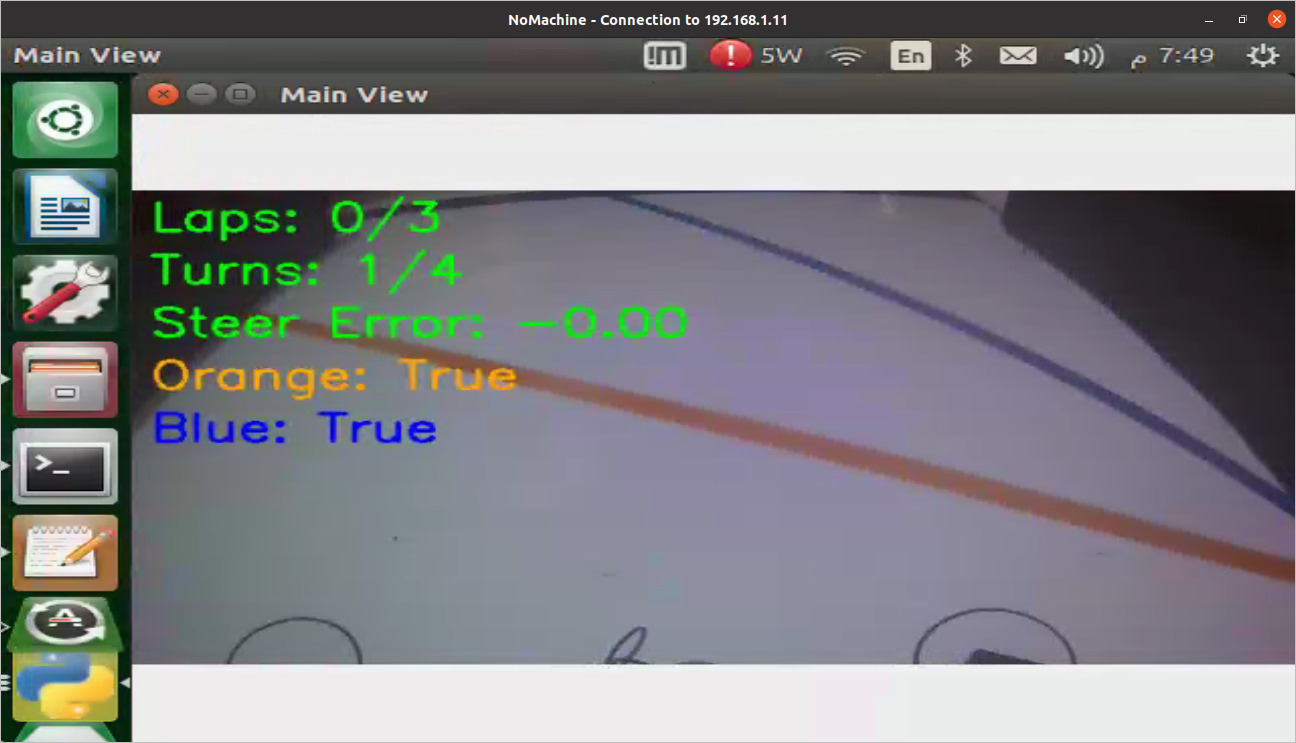 NoMachine - Connection to 192.168.1.11
Main View
5W En م 7:49
Main View
Laps: 0/3
Turns: 1/4
Steer Error: -0.00
Orange: True
Blue: True